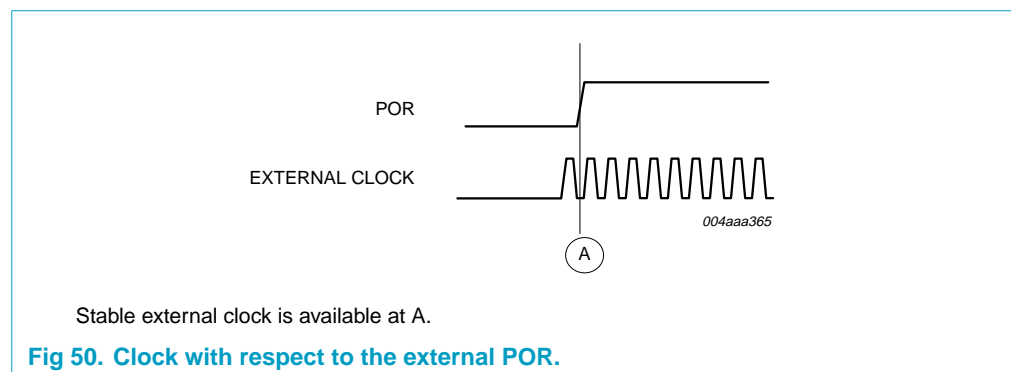 POR
EXTERNAL CLOCK
004aaa365
A
Stable external clock is available at A.
Fig 50. Clock with respect to the external POR.